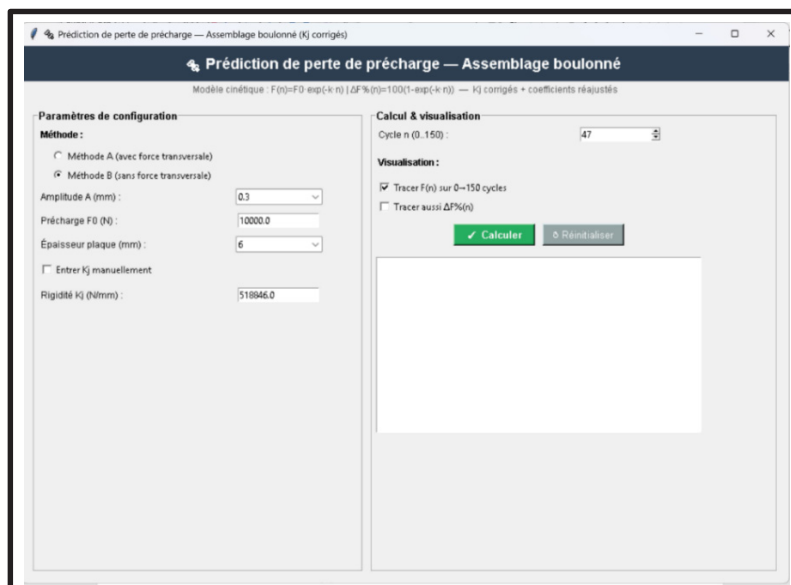 Prédiction de perte de précharge — Assemblage boulonné (Kj corrigés)
Prédiction de perte de précharge — Assemblage boulonné
Modèle cinétique : F(n)=F0·exp(-k·n) | ΔF%(n)=100(1-exp(-k·n)) — Kj corrigés + coefficients réajustés
Paramètres de configuration
Méthode :
Méthode A (avec force transversale)
Méthode B (sans force transversale)
Amplitude A (mm) : 0.3
Précharge F0 (N) : 10000.0
Épaisseur plaque (mm) : 6
Entrer Kj manuellement
Rigidité Kj (N/mm) : 518846.0
Calcul & visualisation
Cycle n (0..150) : 47
Visualisation :
Tracer F(n) sur 0→150 cycles
Tracer aussi ΔF%(n)
✓ Calculer
Réinitialiser